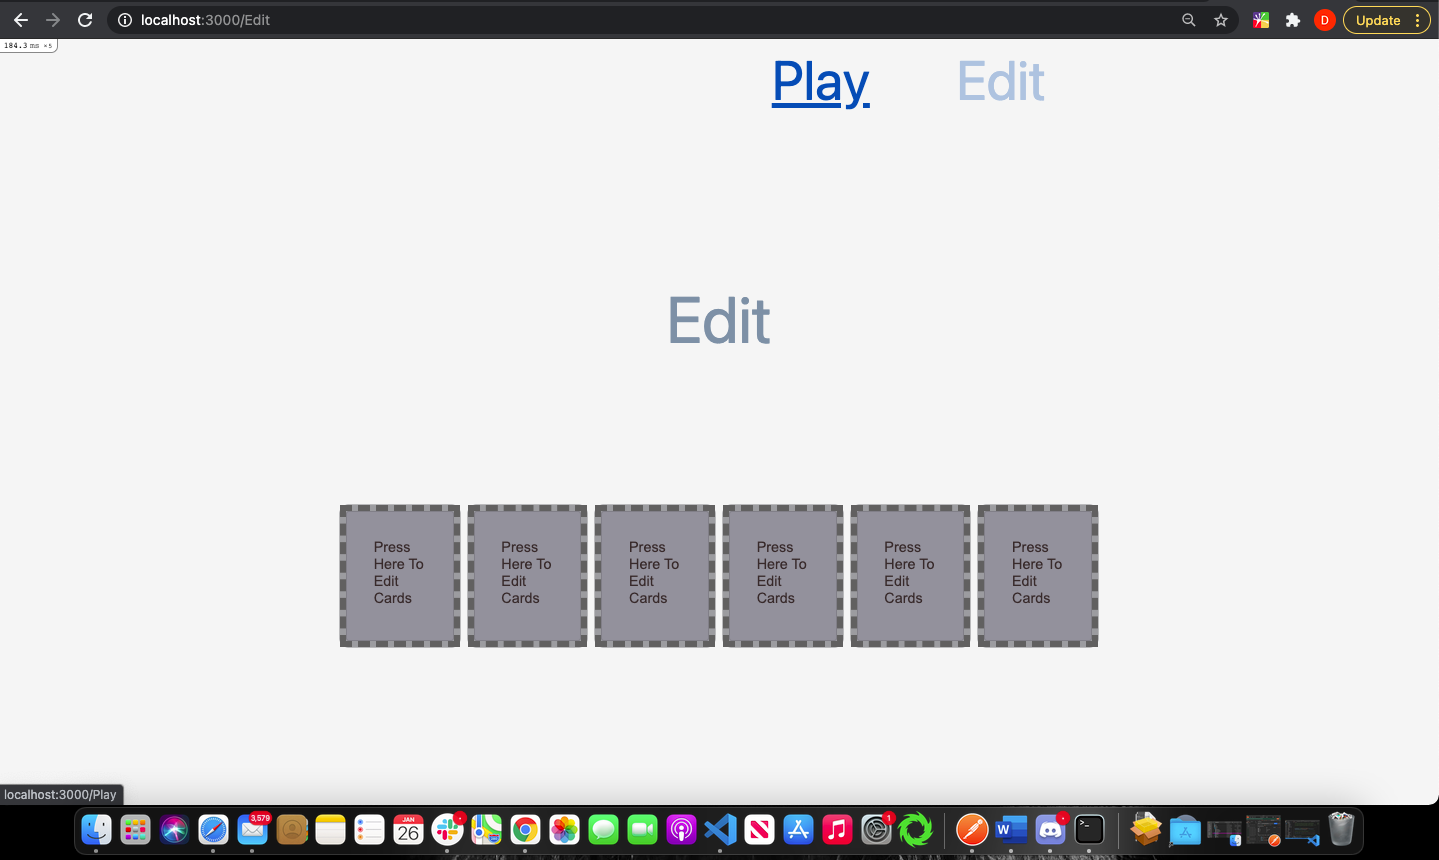 localhost:3000/Edit
D
Update
184.3 ms ×5
Play Edit
Edit
Press
Here To
Edit
Cards
Press
Here To
Edit
Cards
Press
Here To
Edit
Cards
Press
Here To
Edit
Cards
Press
Here To
Edit
Cards
Press
Here To
Edit
Cards
localhost:3000/Play
3,579
JAN
26
1
W